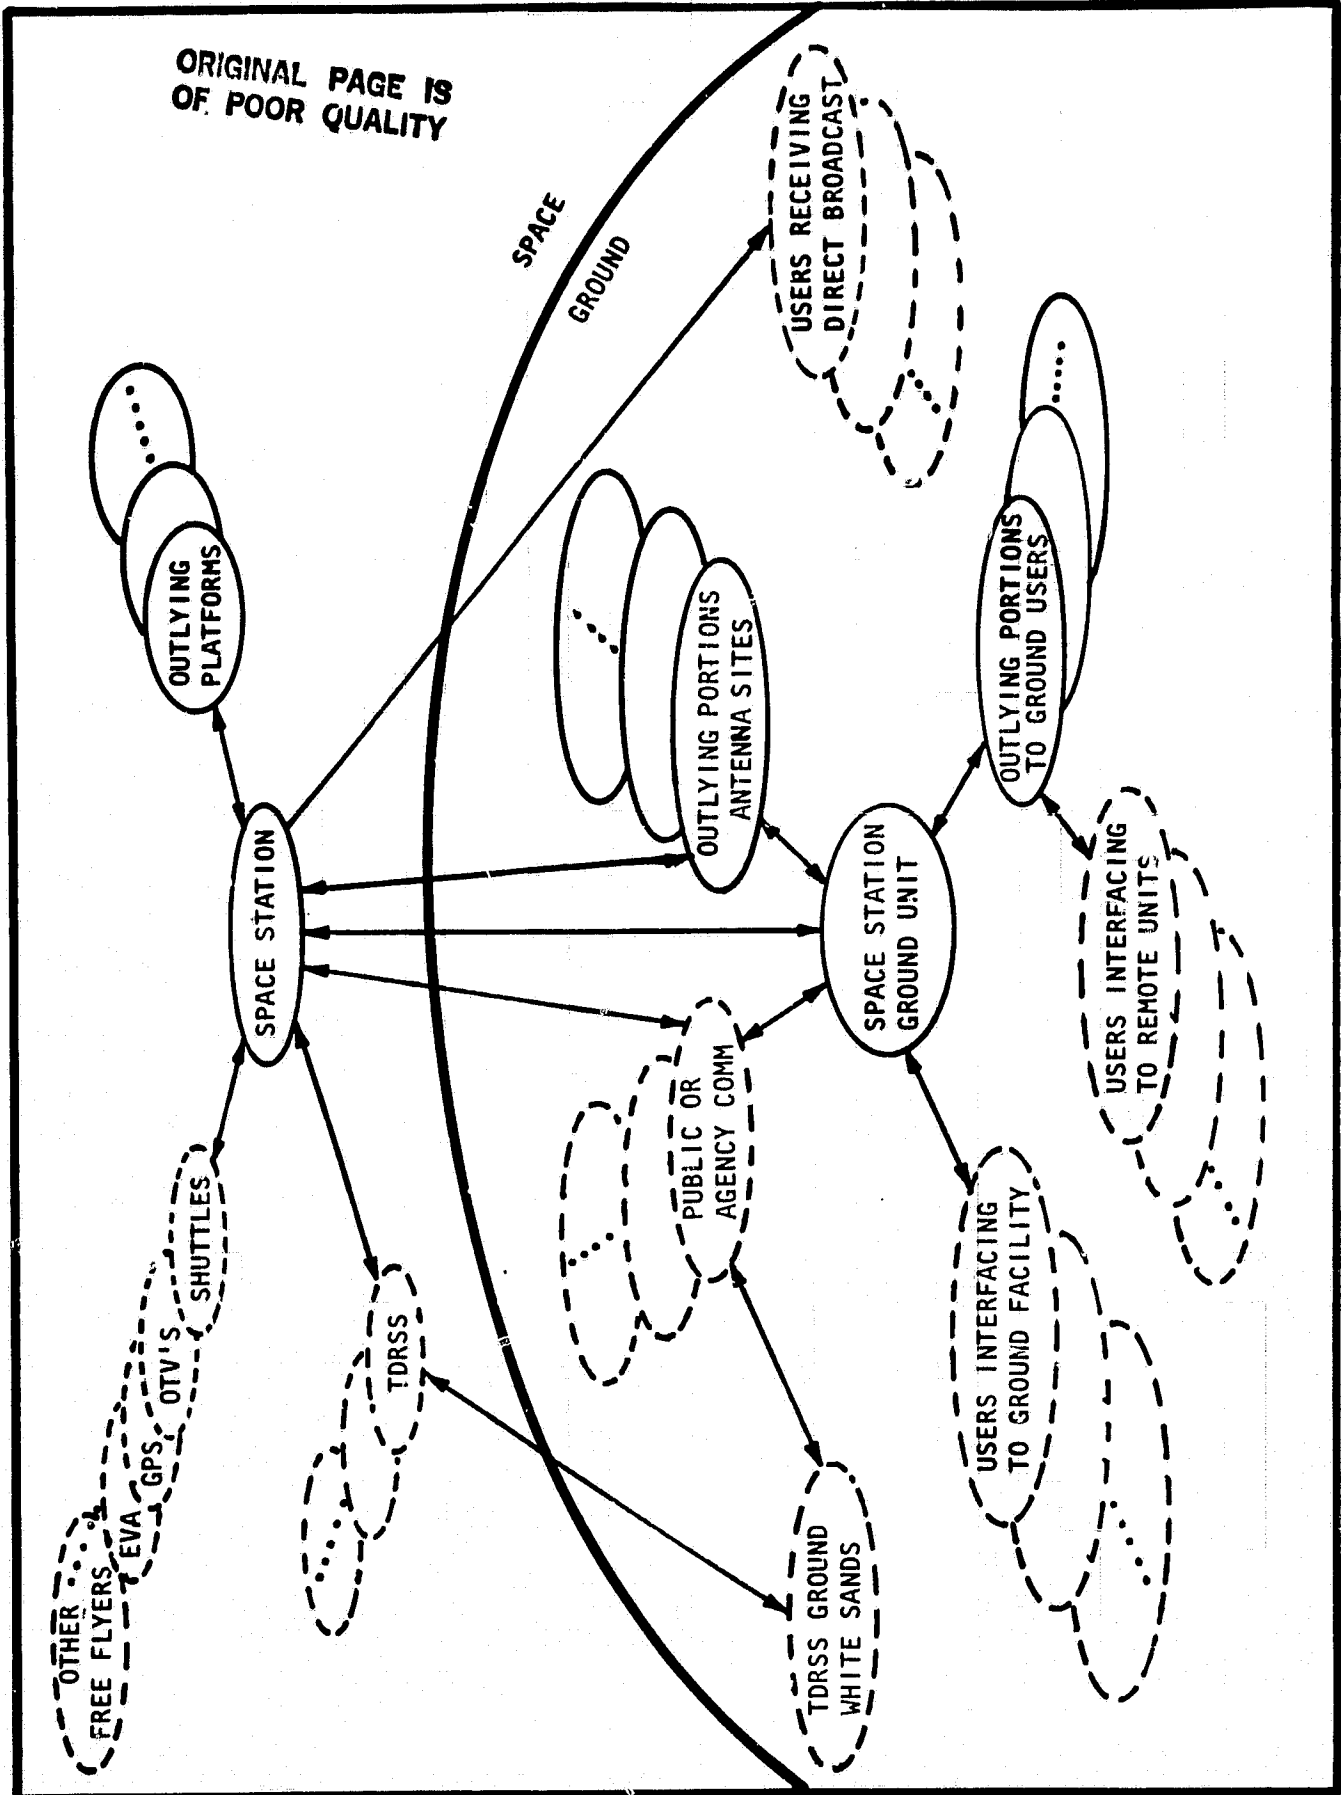 ORIGINAL PAGE IS
OF POOR QUALITY
OTHER
FREE FLYERS
EVA
GPS
OTV'S
SHUTTLES
TDRSS
SPACE STATION
OUTLYING
PLATFORMS
SPACE
GROUND
PUBLIC OR
AGENCY COMM
OUTLYING PORTIONS
ANTENNA SITES
USERS RECEIVING
DIRECT BROADCAST
TDRSS GROUND
WHITE SANDS
SPACE STATION
GROUND UNIT
USERS INTERFACING
TO GROUND FACILITY
OUTLYING PORTIONS
TO GROUND USERS
USERS INTERFACING
TO REMOTE UNITS